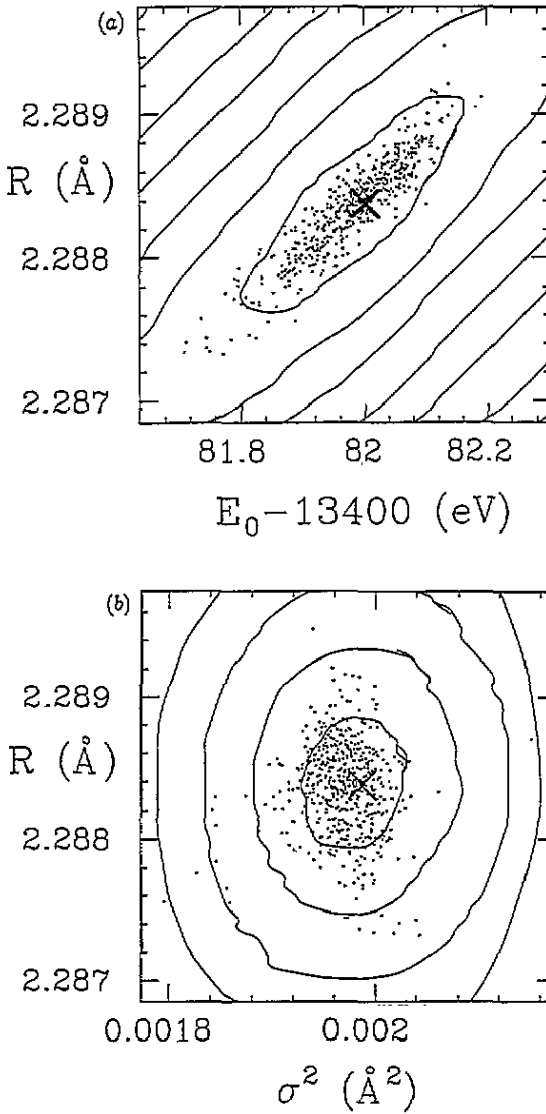 (a)
2.289
R (Å)
2.288
2.287
81.8 82 82.2
E₀−13400 (eV)
(b)
2.289
R (Å)
2.288
2.287
0.0018 0.002
σ² (Å²)